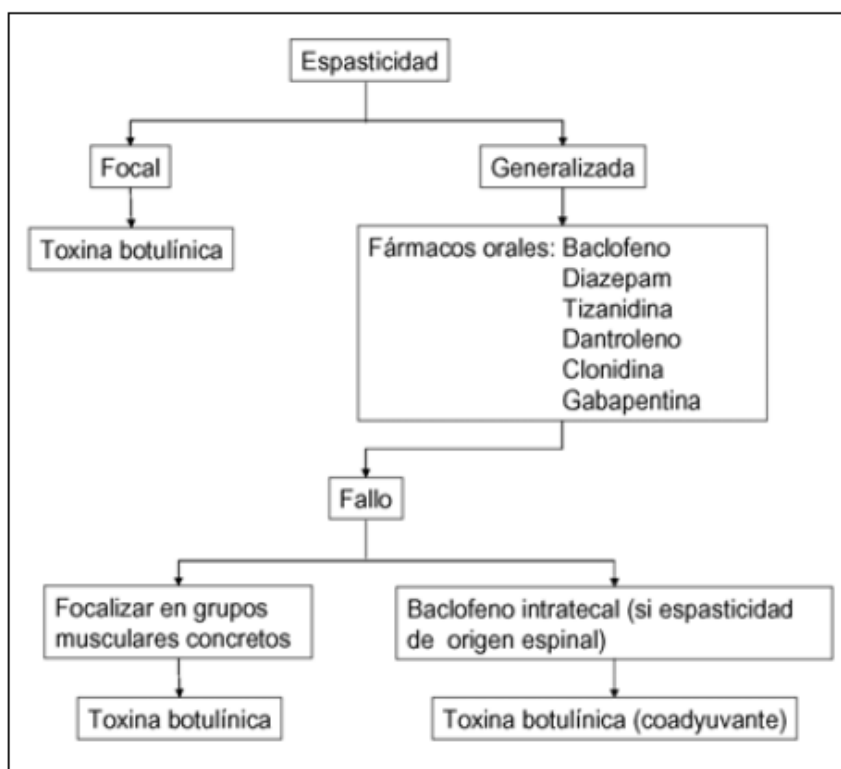 Espasticidad
Focal
Generalizada
Toxina botulínica
Fármacos orales: Baclofeno
Diazepam
Tizanidina
Dantroleno
Clonidina
Gabapentina
Fallo
Focalizar en grupos
musculares concretos
Baclofeno intratecal (si espasticidad
de origen espinal)
Toxina botulínica
Toxina botulínica (coadyuvante)